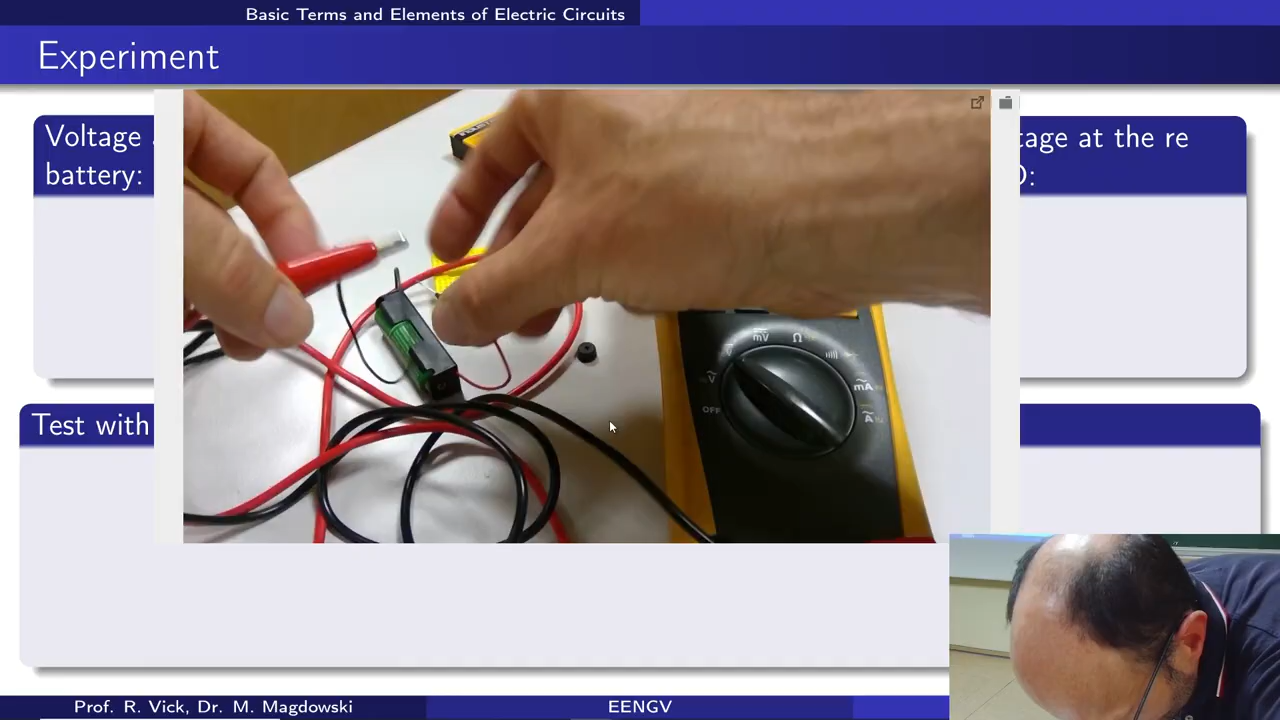 Basic Terms and Elements of Electric Circuits
Experiment
Voltage
battery:
tage at the re
D:
Test with
mV
Ω
V
V
mA
OFF
A
Prof. R. Vick, Dr. M. Magdowski
EENGV